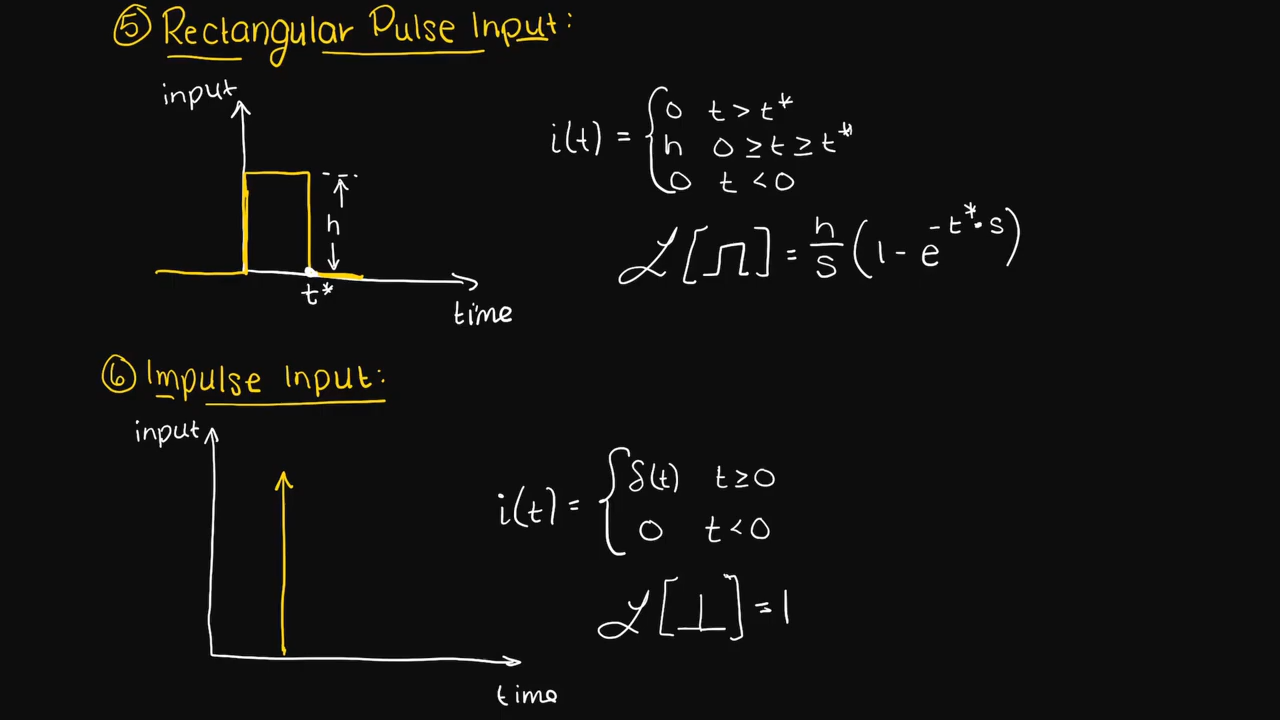 ⑤ Rectangular Pulse Input:
input
h
t*
time
i(t) = { 0 t > t*
h 0 ≥ t ≥ t*
0 t < 0
ℒ[⊓] = h/s (1 - e^(-t*·s))
⑥ Impulse Input:
input
time
i(t) = { δ(t) t ≥ 0
0 t < 0
ℒ[⊥] = 1